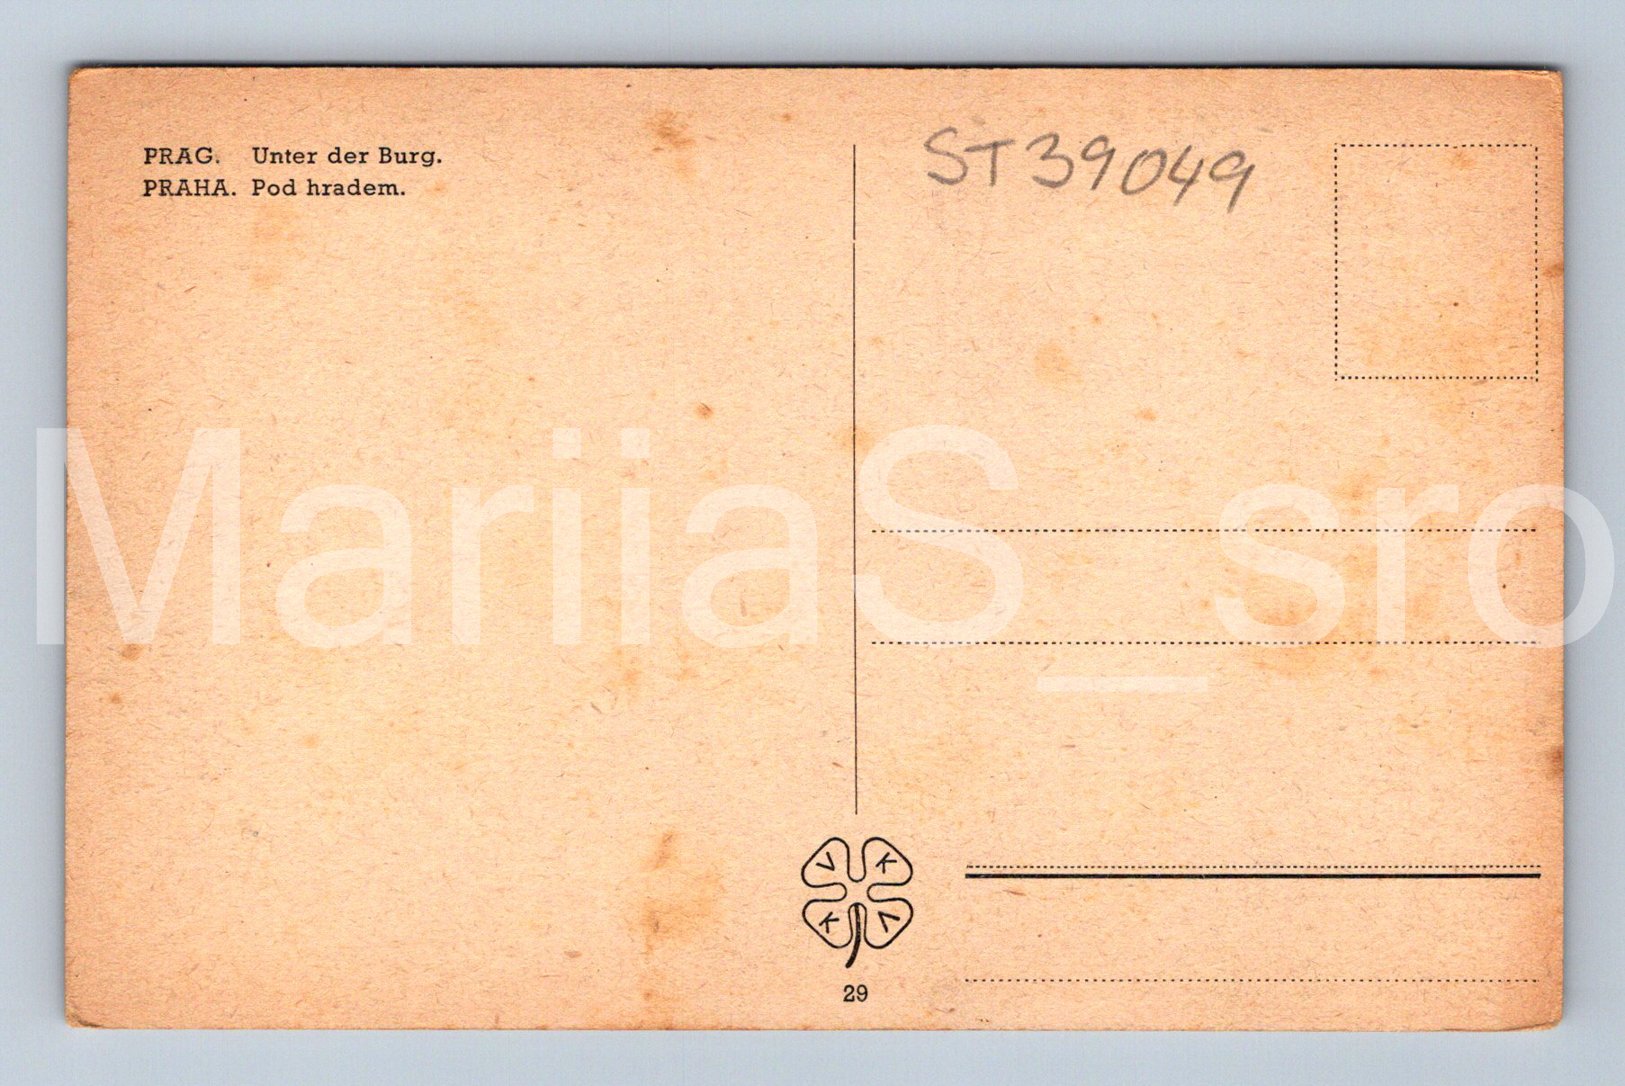 PRAG. Unter der Burg.
PRAHA. Pod hradem.
ST39049
MariiaS_sro
V K
K V
29